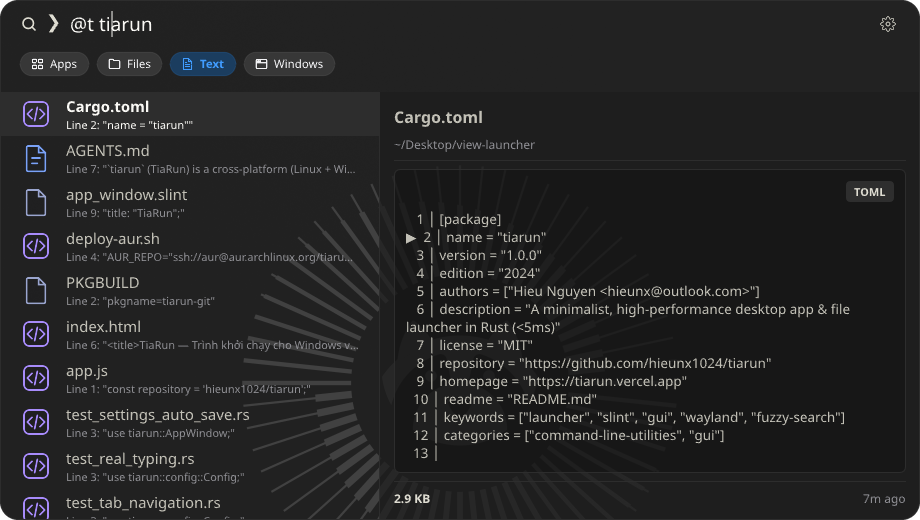 @t tiarun
Apps
Files
Text
Windows
Cargo.toml
Line 2: "name = "tiarun""
AGENTS.md
Line 7: "`tiarun` (TiaRun) is a cross-platform (Linux + Wi...
app_window.slint
Line 9: "title: "TiaRun";"
deploy-aur.sh
Line 4: "AUR_REPO="ssh://aur@aur.archlinux.org/tiaru...
PKGBUILD
Line 2: "pkgname=tiarun-git"
index.html
Line 6: "<title>TiaRun — Trình khởi chạy cho Windows v...
app.js
Line 1: "const repository = 'hieunx1024/tiarun';"
test_settings_auto_save.rs
Line 3: "use tiarun::AppWindow;"
test_real_typing.rs
Line 3: "use tiarun::config::Config;"
test_tab_navigation.rs
Cargo.toml
~/Desktop/view-launcher
TOML
1 | [package]
▶ 2 | name = "tiarun"
3 | version = "1.0.0"
4 | edition = "2024"
5 | authors = ["Hieu Nguyen <hieunx@outlook.com>"]
6 | description = "A minimalist, high-performance desktop app & file
launcher in Rust (<5ms)"
7 | license = "MIT"
8 | repository = "https://github.com/hieunx1024/tiarun"
9 | homepage = "https://tiarun.vercel.app"
10 | readme = "README.md"
11 | keywords = ["launcher", "slint", "gui", "wayland", "fuzzy-search"]
12 | categories = ["command-line-utilities", "gui"]
13 |
2.9 KB
7m ago